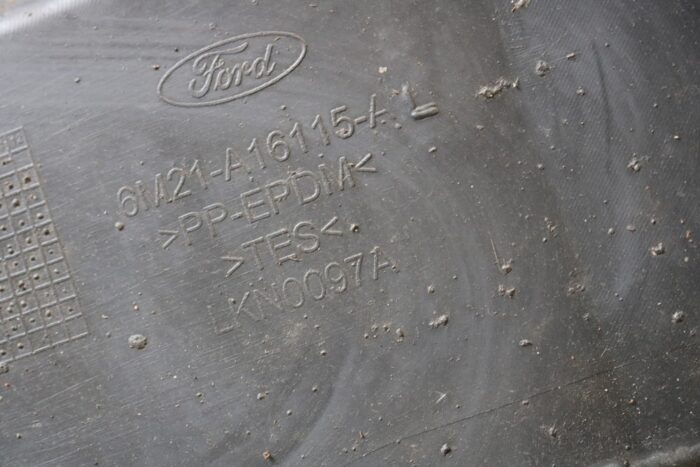 Ford
6M21-A16115-A
>PP-EPDM<
>TES<
LKN0097A